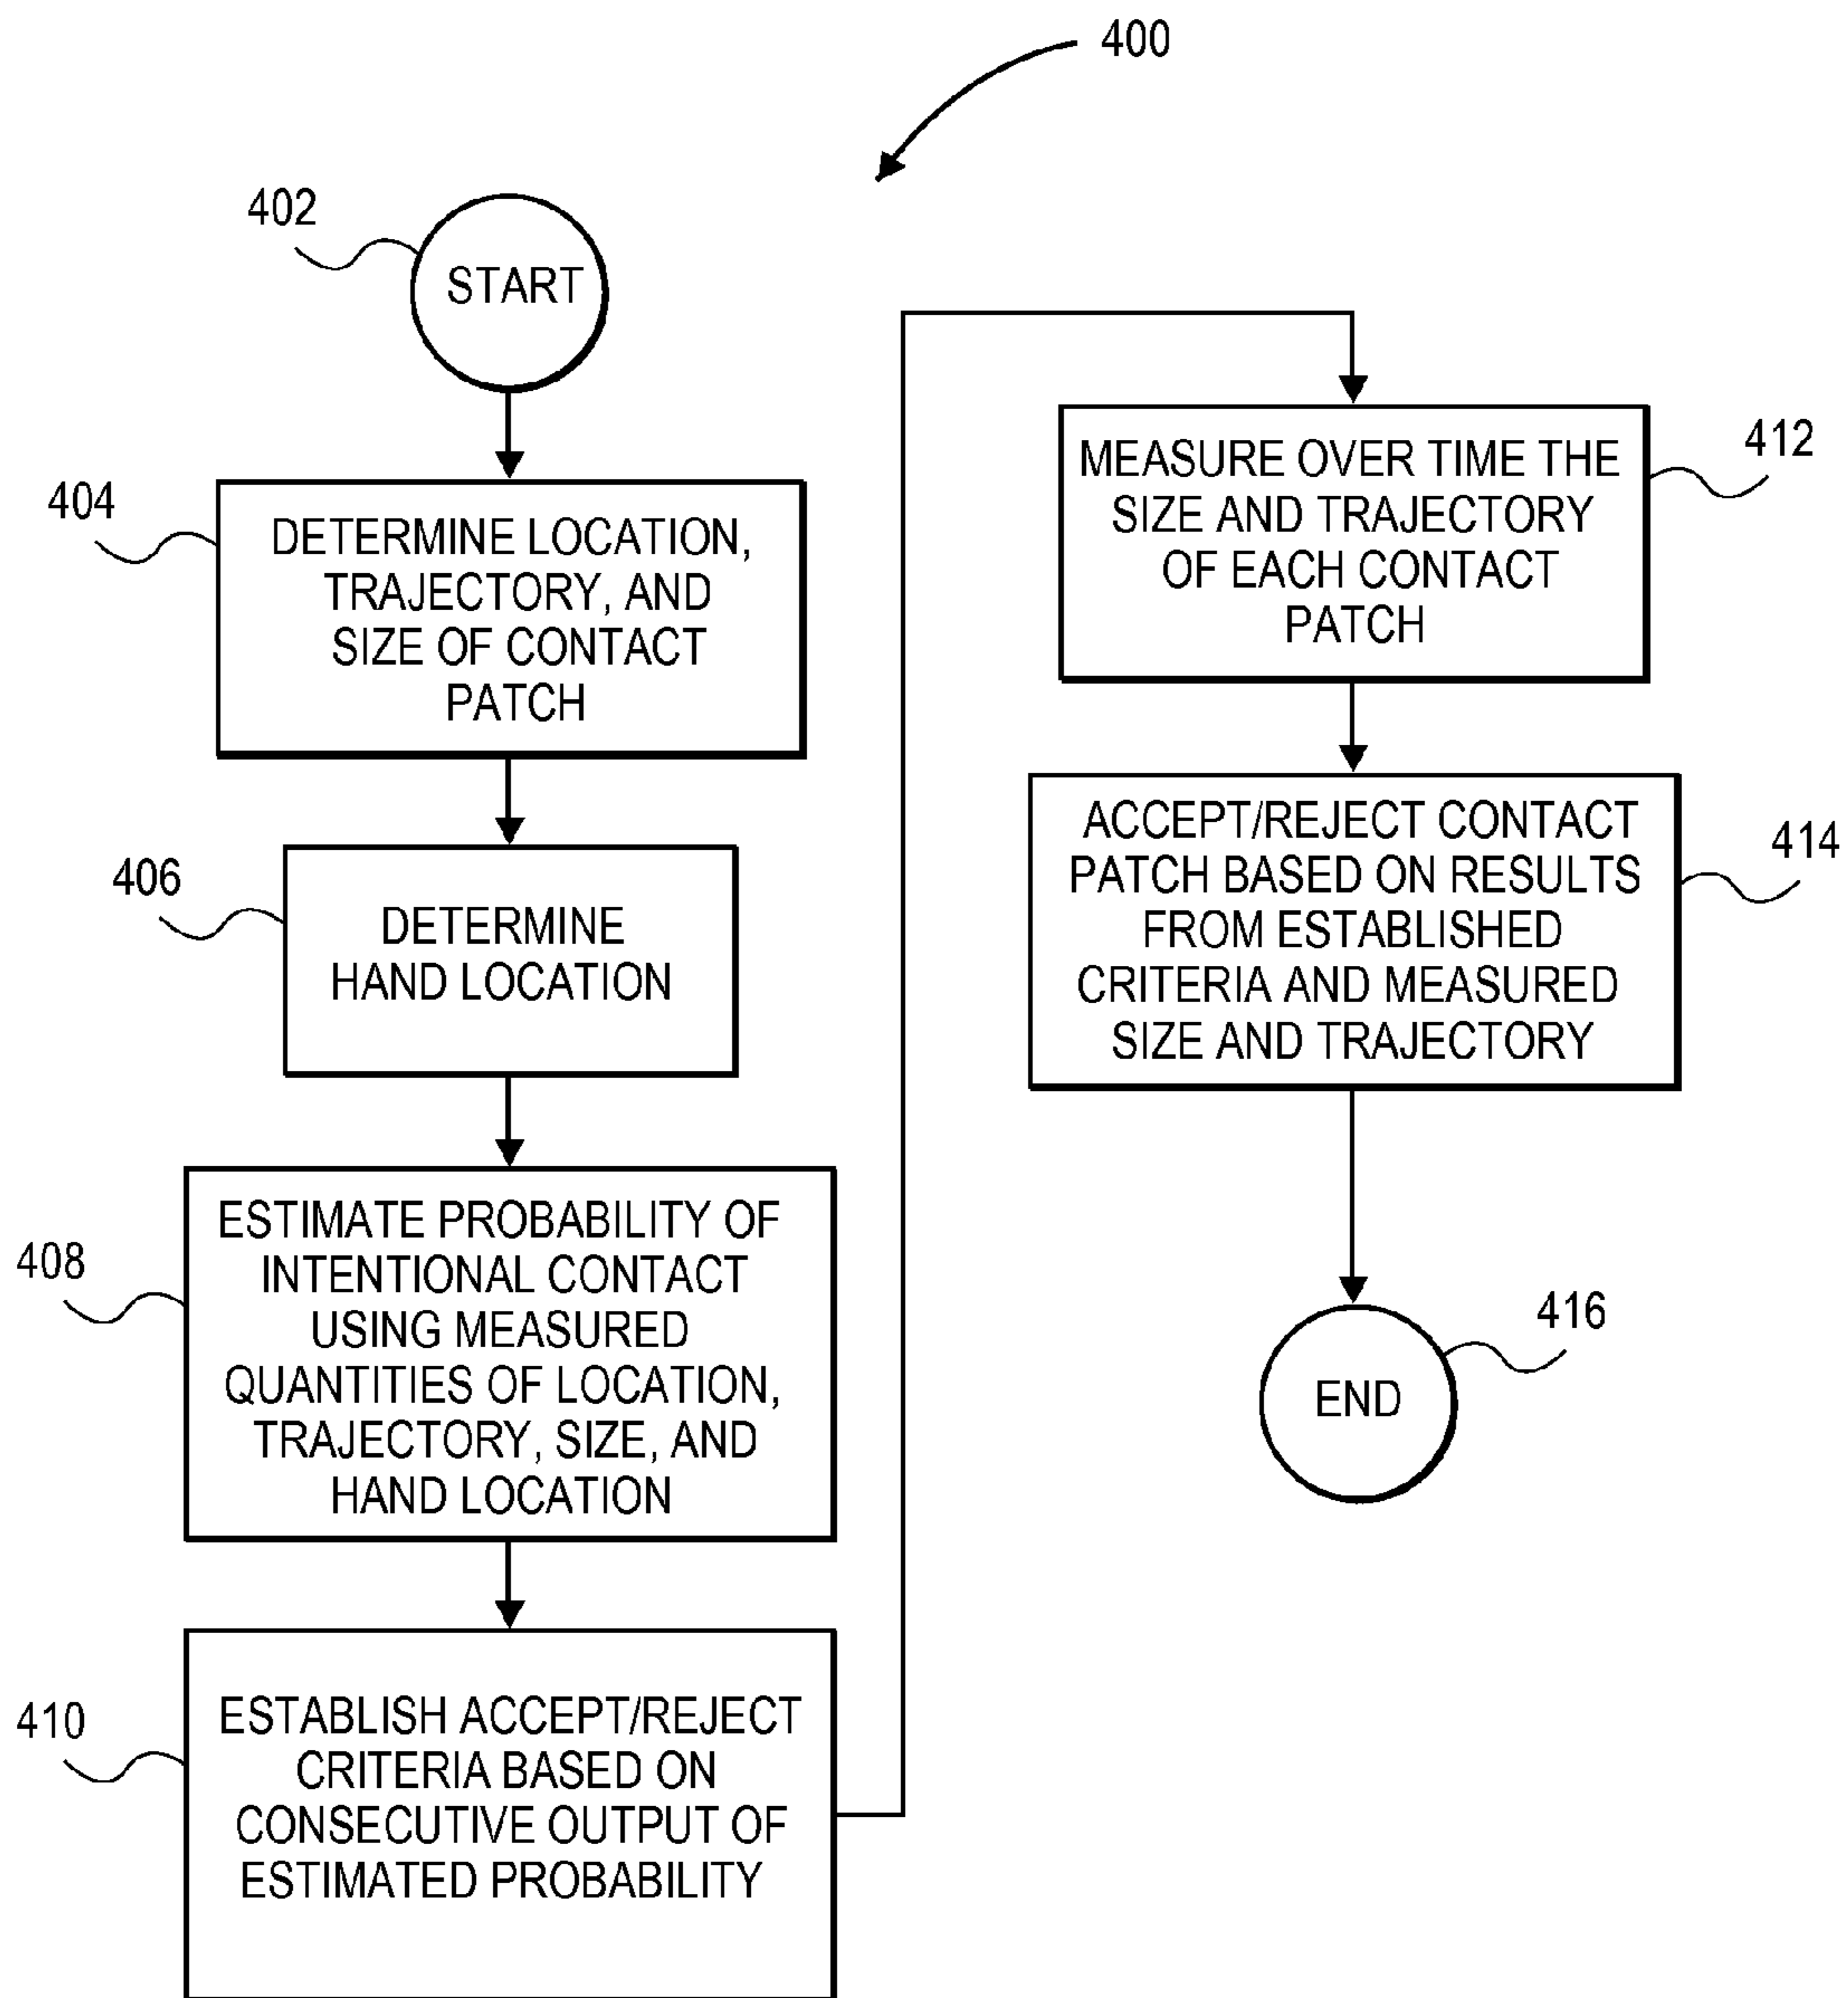 400
402
START
404
DETERMINE LOCATION,
TRAJECTORY, AND
SIZE OF CONTACT
PATCH
406
DETERMINE
HAND LOCATION
408
ESTIMATE PROBABILITY OF
INTENTIONAL CONTACT
USING MEASURED
QUANTITIES OF LOCATION,
TRAJECTORY, SIZE, AND
HAND LOCATION
410
ESTABLISH ACCEPT/REJECT
CRITERIA BASED ON
CONSECUTIVE OUTPUT OF
ESTIMATED PROBABILITY
412
MEASURE OVER TIME THE
SIZE AND TRAJECTORY
OF EACH CONTACT
PATCH
414
ACCEPT/REJECT CONTACT
PATCH BASED ON RESULTS
FROM ESTABLISHED
CRITERIA AND MEASURED
SIZE AND TRAJECTORY
416
END